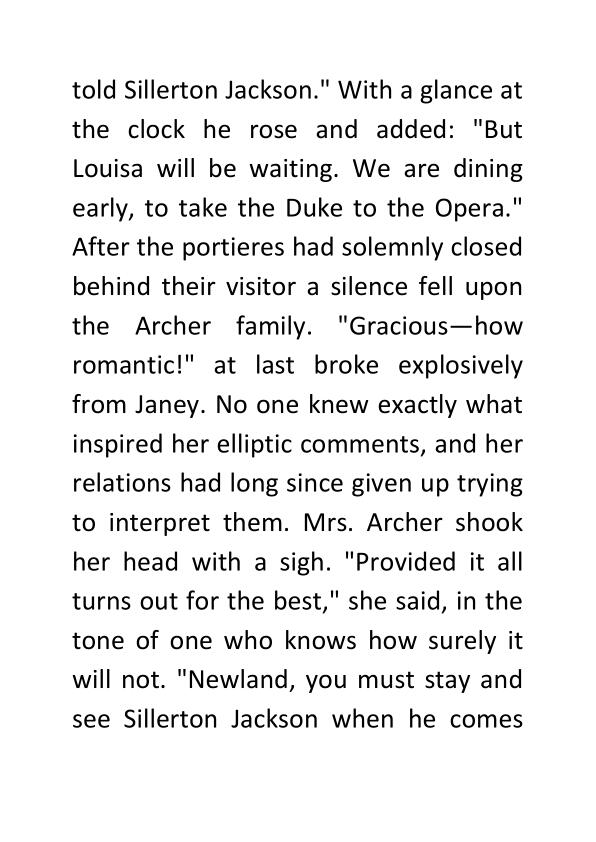 told Sillerton Jackson." With a glance at
the clock he rose and added: "But
Louisa will be waiting. We are dining
early, to take the Duke to the Opera."
After the portieres had solemnly closed
behind their visitor a silence fell upon
the Archer family. "Gracious—how
romantic!" at last broke explosively
from Janey. No one knew exactly what
inspired her elliptic comments, and her
relations had long since given up trying
to interpret them. Mrs. Archer shook
her head with a sigh. "Provided it all
turns out for the best," she said, in the
tone of one who knows how surely it
will not. "Newland, you must stay and
see Sillerton Jackson when he comes